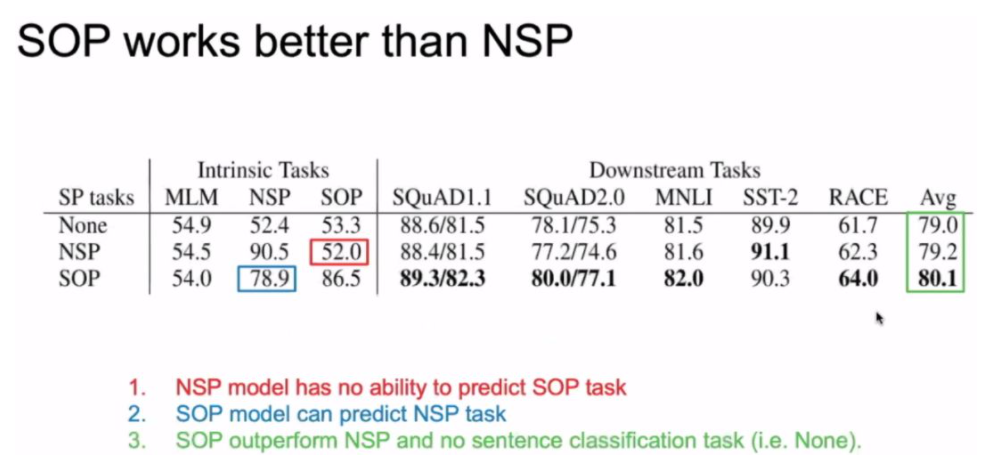 SOP works better than NSP
Intrinsic Tasks Downstream Tasks
SP tasks MLM NSP SOP SQuAD1.1 SQuAD2.0 MNLI SST-2 RACE Avg
None 54.9 52.4 53.3 88.6/81.5 78.1/75.3 81.5 89.9 61.7 79.0
NSP 54.5 90.5 52.0 88.4/81.5 77.2/74.6 81.6 91.1 62.3 79.2
SOP 54.0 78.9 86.5 89.3/82.3 80.0/77.1 82.0 90.3 64.0 80.1
1. NSP model has no ability to predict SOP task
2. SOP model can predict NSP task
3. SOP outperform NSP and no sentence classification task (i.e. None).